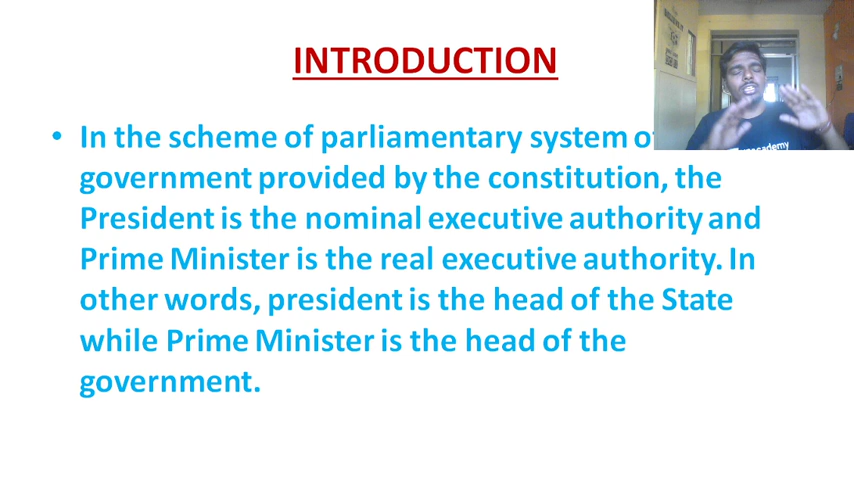 INTRODUCTION
• In the scheme of parliamentary system of
government provided by the constitution, the
President is the nominal executive authority and
Prime Minister is the real executive authority. In
other words, president is the head of the State
while Prime Minister is the head of the
government.